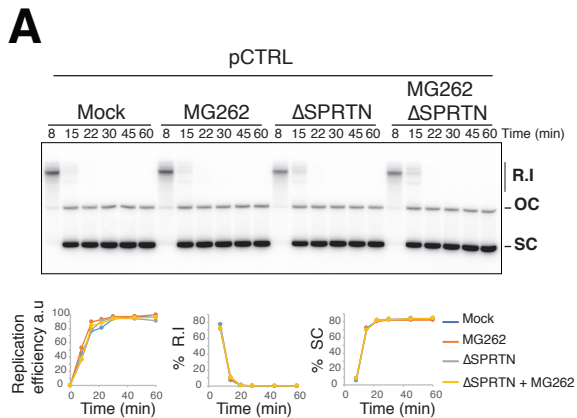 A
pCTRL
Mock MG262 ΔSPRTN MG262 ΔSPRTN
8 15 22 30 45 60 8 15 22 30 45 60 8 15 22 30 45 60 8 15 22 30 45 60 Time (min)
R.I
OC
SC
Replication efficiency a.u
100
80
60
40
20
0
0 20 40 60
Time (min)
% R.I
80
60
40
20
0
0 20 40 60
Time (min)
% SC
80
60
40
20
0
0 20 40 60
Time (min)
Mock
MG262
ΔSPRTN
ΔSPRTN + MG262